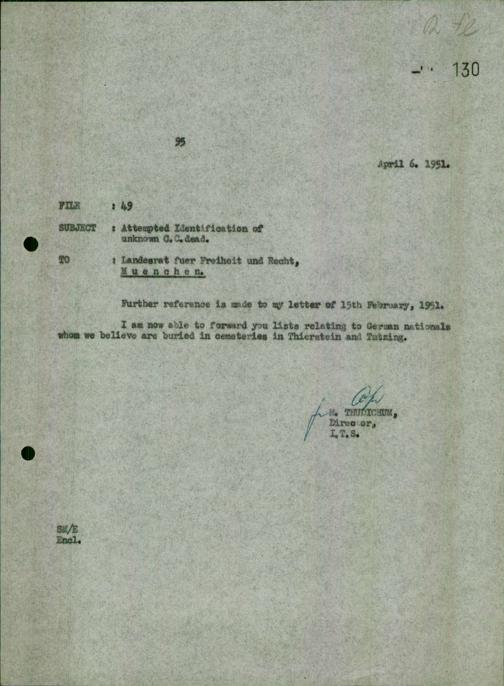 130
95
April 6. 1951.
FILE : 49
SUBJECT : Attempted Identification of
unknown C.C.dead.
TO : Landesrat fuer Freiheit und Recht,
Muenchen.
Further reference is made to my letter of 15th February, 1951.
I am now able to forward you lists relating to German nationals
whom we believe are buried in cemeteries in Thierstein and Tutzing.
M. THUDICHUM,
Director,
I.T.S.
SM/E
Encl.